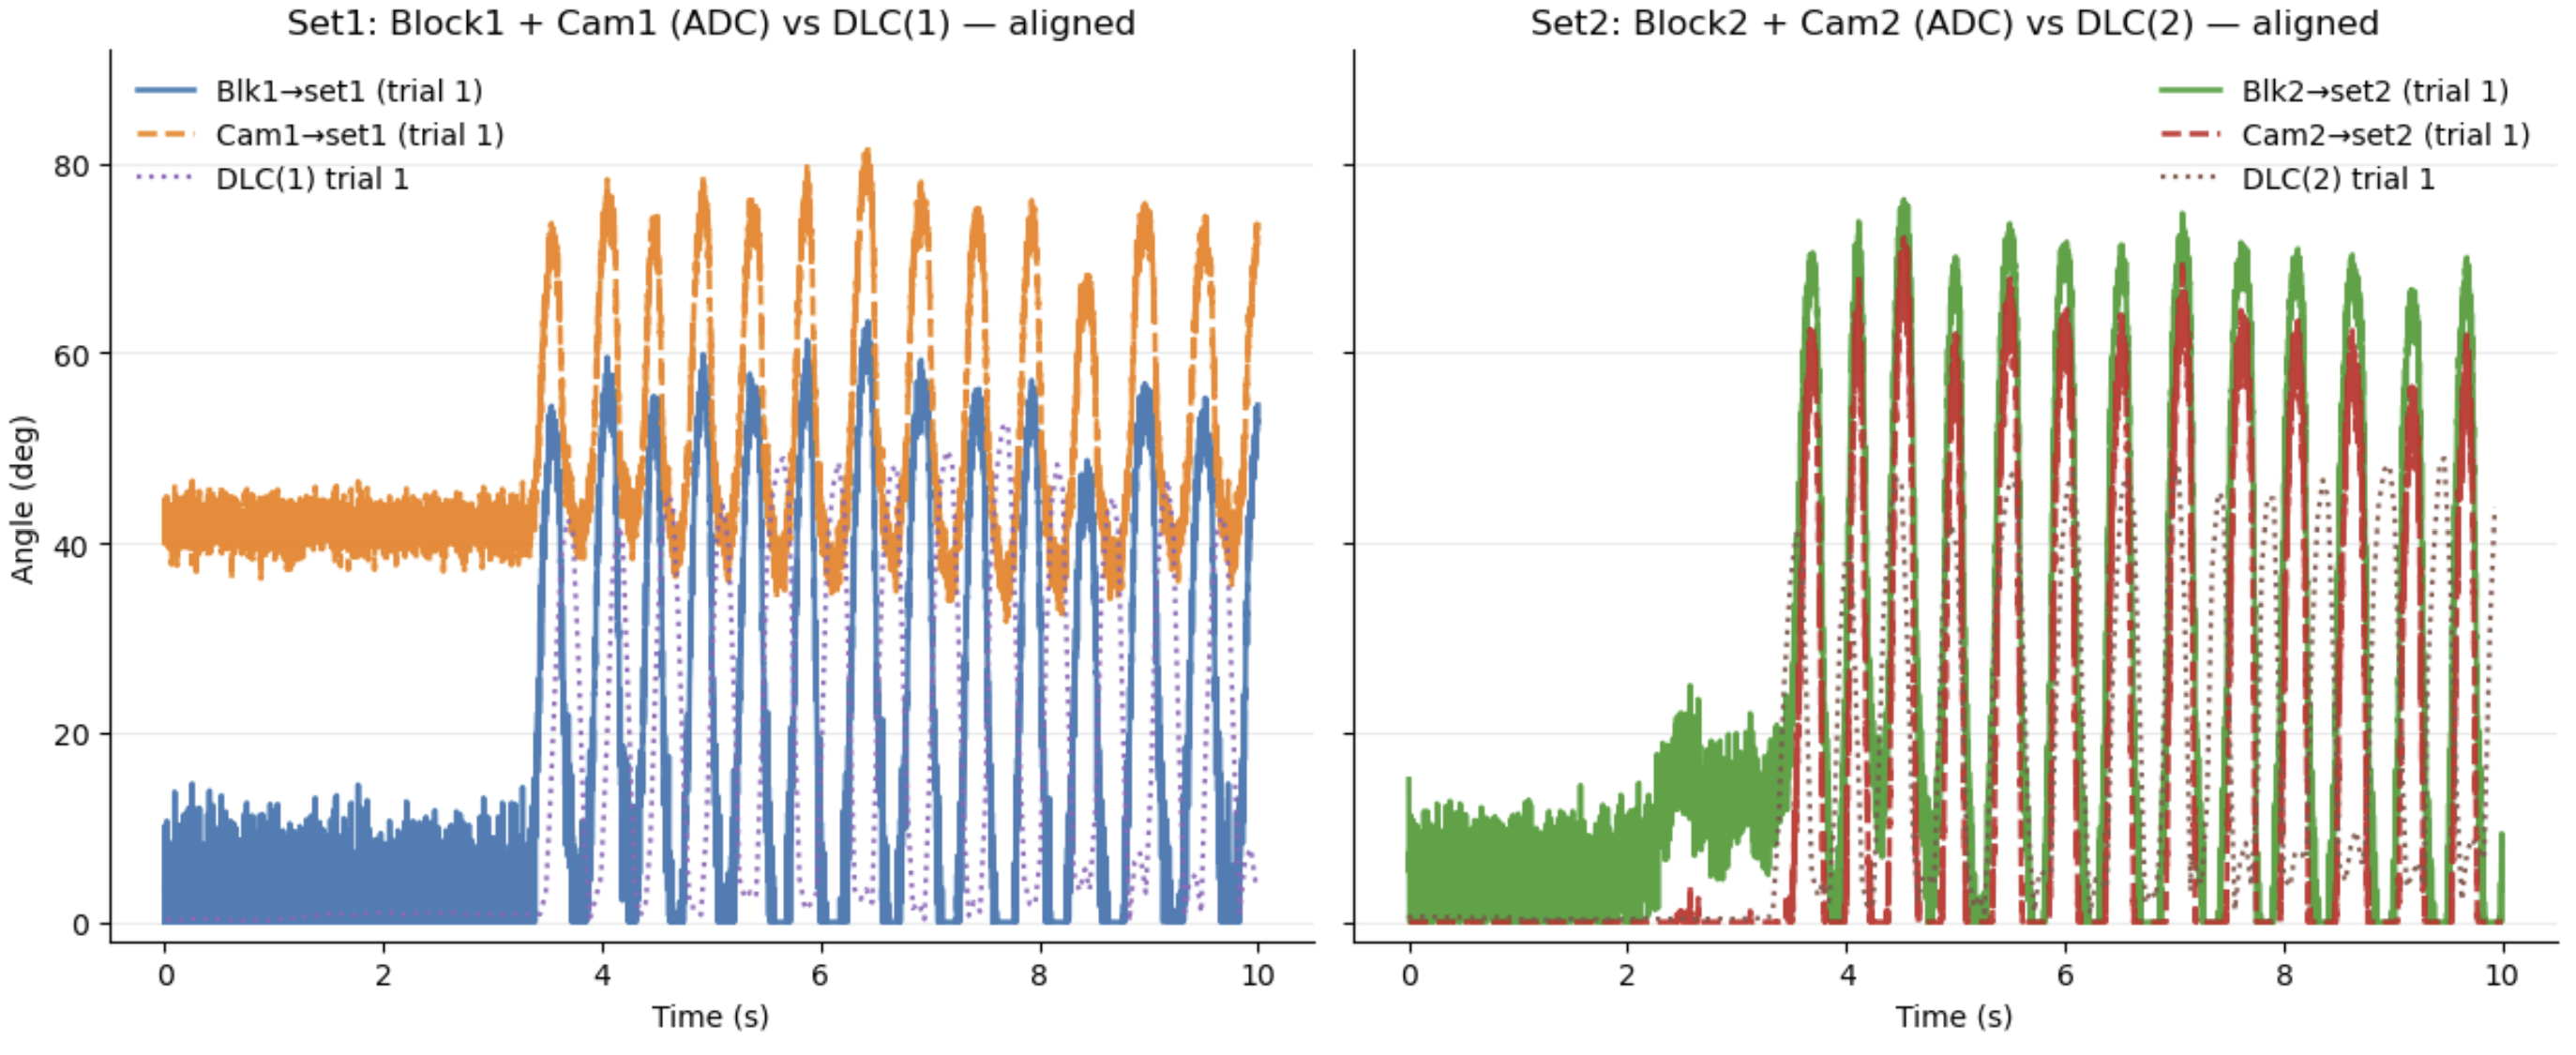 Set1: Block1 + Cam1 (ADC) vs DLC(1) — aligned
Blk1→set1 (trial 1)
Cam1→set1 (trial 1)
DLC(1) trial 1
Angle (deg)
80
60
40
20
0
0 2 4 6 8 10
Time (s)
Set2: Block2 + Cam2 (ADC) vs DLC(2) — aligned
Blk2→set2 (trial 1)
Cam2→set2 (trial 1)
DLC(2) trial 1
0 2 4 6 8 10
Time (s)